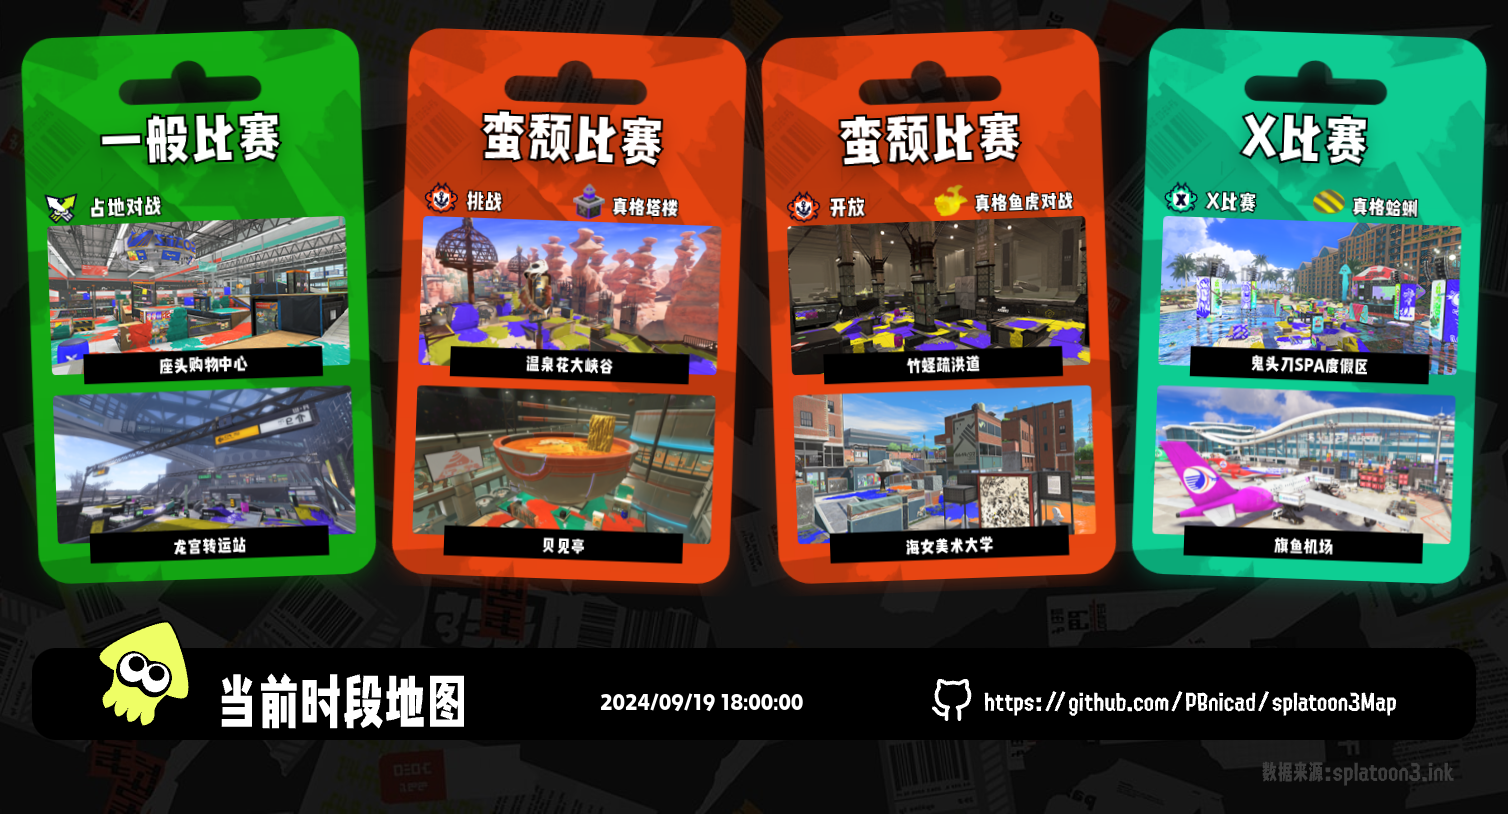 一般比赛
占地对战
座头购物中心
龙宫转运站
蛮颓比赛
挑战
真格塔楼
温泉花大峡谷
贝见亭
蛮颓比赛
开放
真格鱼虎对战
竹蛏疏洪道
海女美术大学
X比赛
X比赛
真格蛤蜊
鬼头刀SPA度假区
旗鱼机场
当前时段地图
2024/09/19 18:00:00
https://github.com/PBnicad/splatoon3Map
数据来源:splatoon3.ink